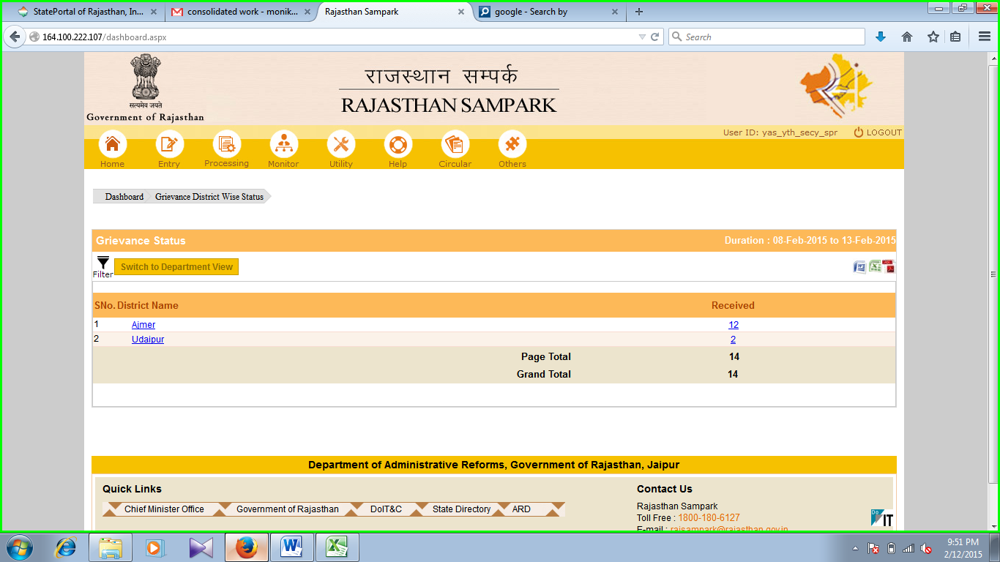 StatePortal of Rajasthan, In...
consolidated work - monik...
Rajasthan Sampark
google - Search by
164.100.222.107/dashboard.aspx
Search
राजस्थान सम्पर्क
RAJASTHAN SAMPARK
सत्यमेव जयते
Government of Rajasthan
User ID: yas_yth_secy_spr
LOGOUT
Home
Entry
Processing
Monitor
Utility
Help
Circular
Others
Dashboard
Grievance District Wise Status
Grievance Status
Duration : 08-Feb-2015 to 13-Feb-2015
Filter
Switch to Department View
SNo. District Name Received
1 Ajmer 12
2 Udaipur 2
Page Total 14
Grand Total 14
Department of Administrative Reforms, Government of Rajasthan, Jaipur
Quick Links
Chief Minister Office
Government of Rajasthan
DoIT&C
State Directory
ARD
Contact Us
Rajasthan Sampark
Toll Free : 1800-180-6127
E-mail : rajsampark@rajasthan.gov.in
Do IT
9:51 PM
2/12/2015